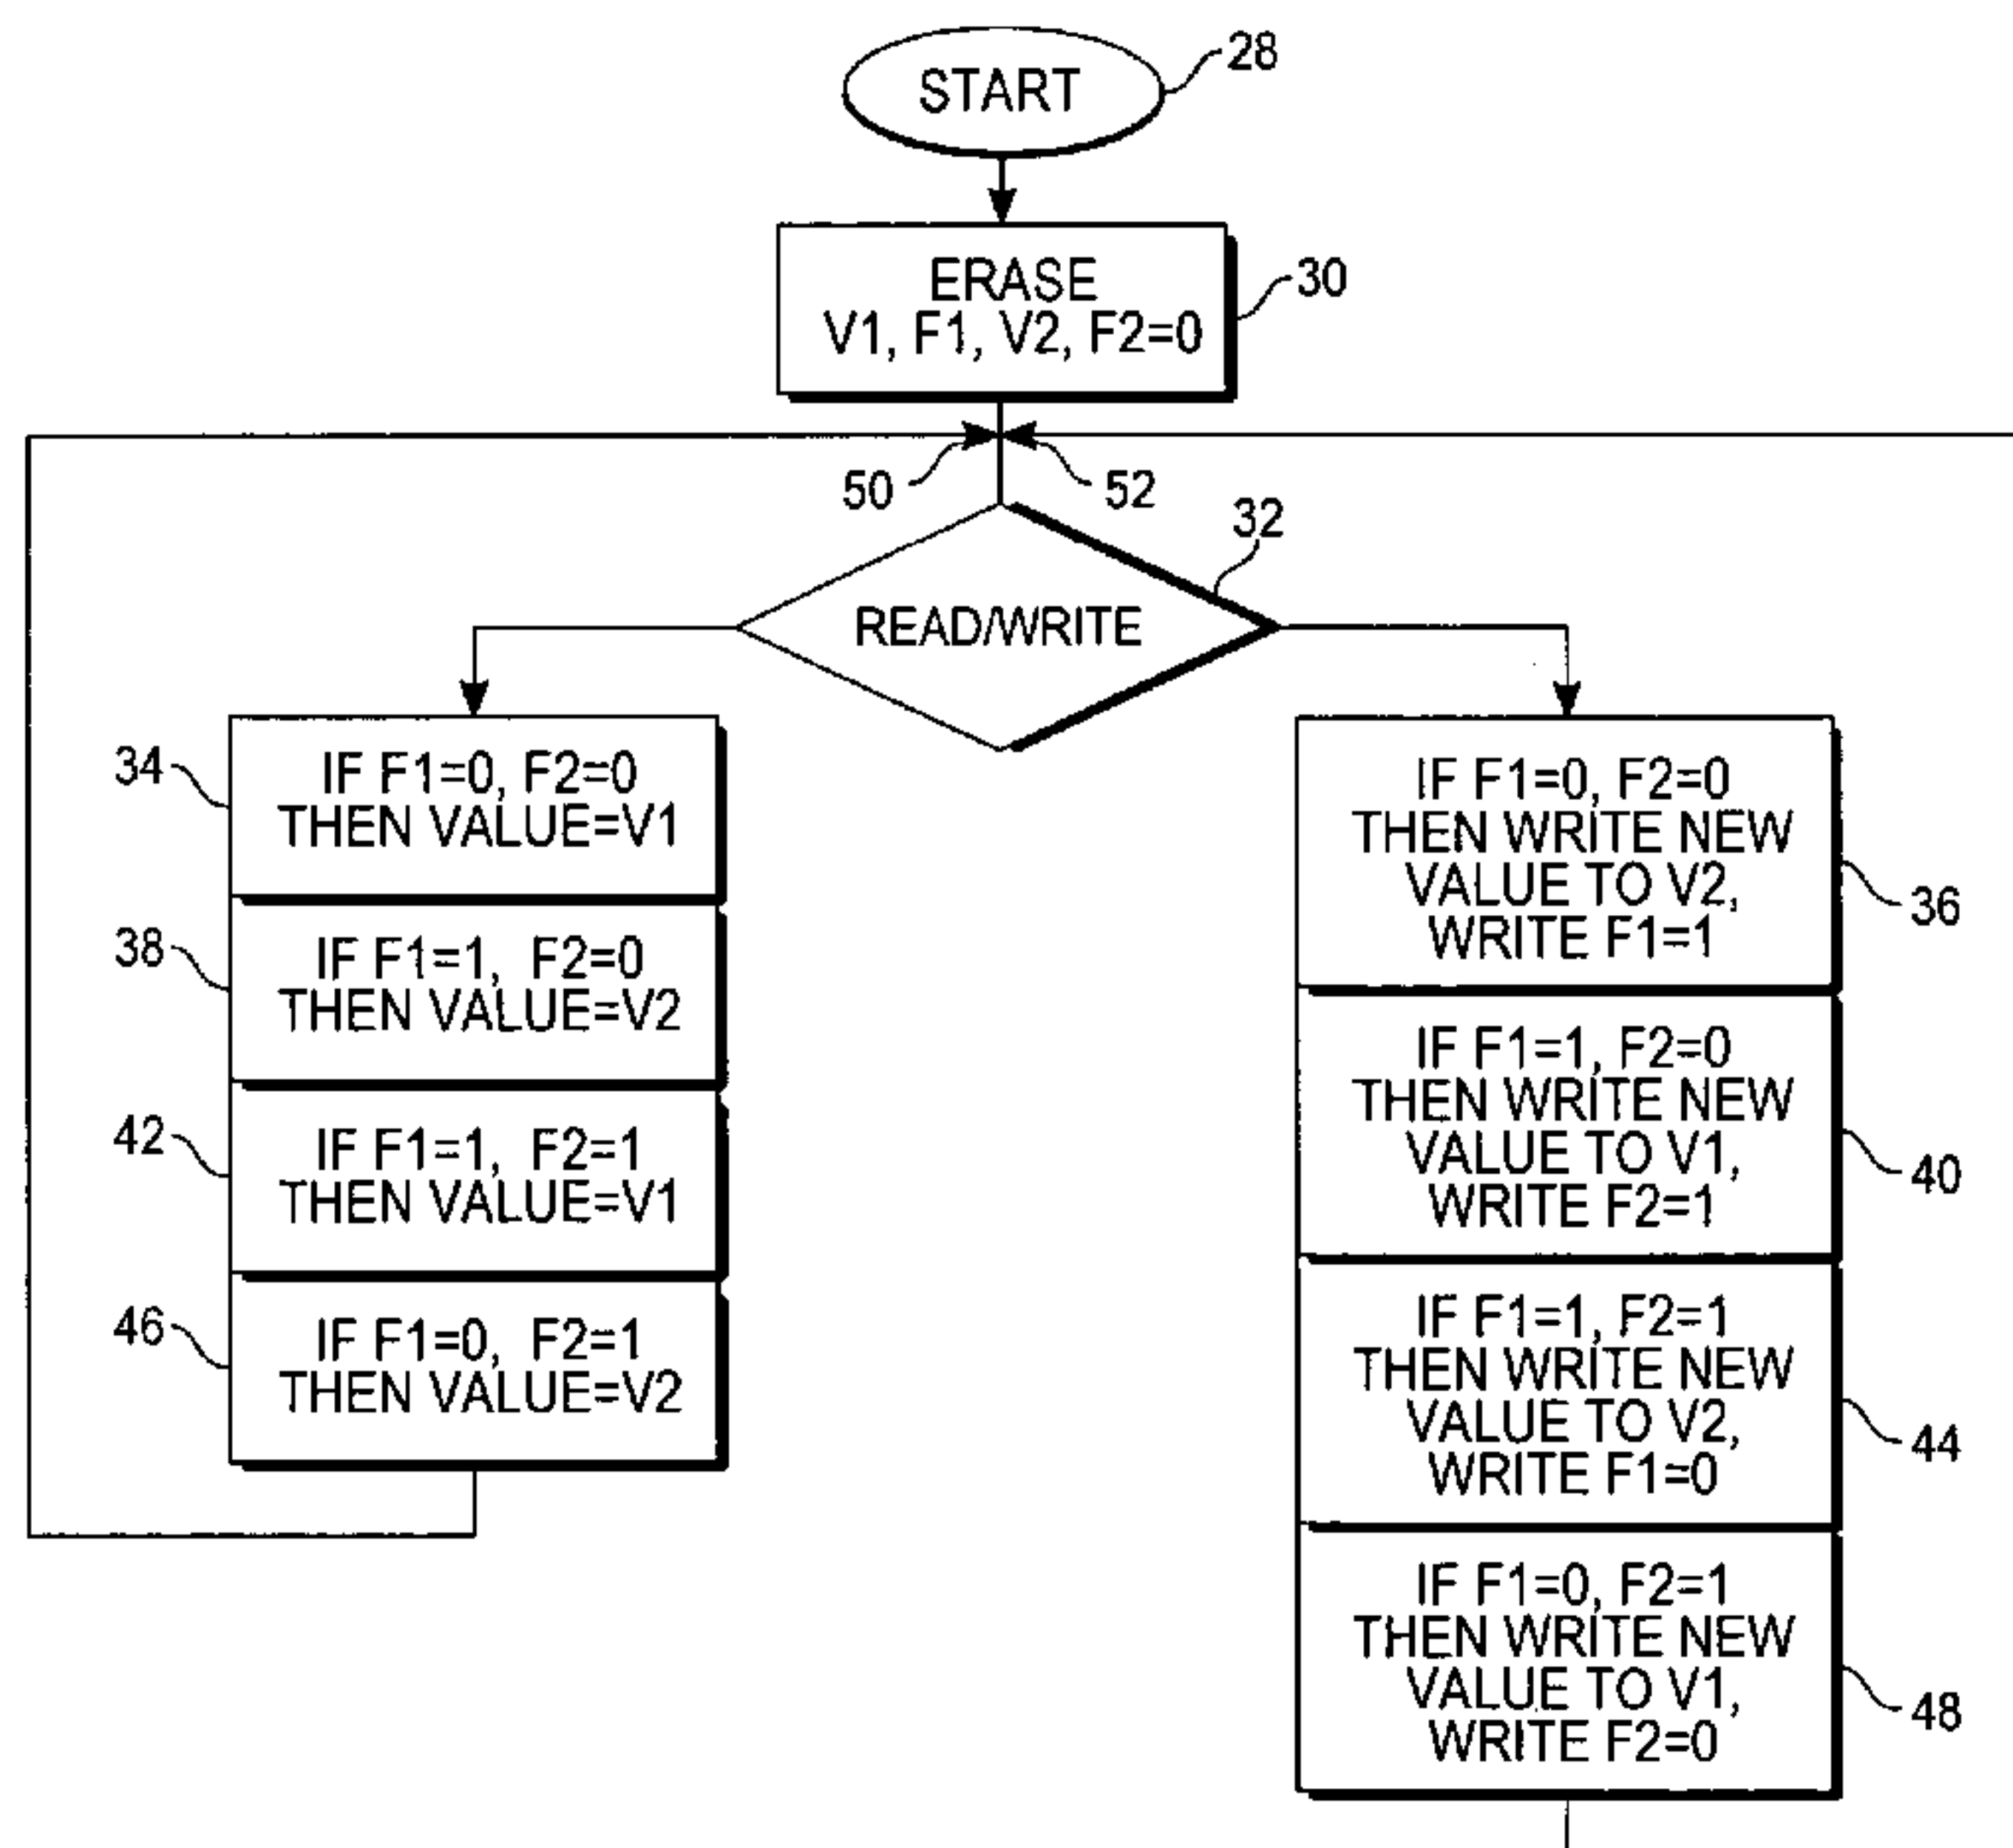 START
28
ERASE
V1, F1, V2, F2=0
30
50
52
32
READ/WRITE
34
IF F1=0, F2=0
THEN VALUE=V1
38
IF F1=1, F2=0
THEN VALUE=V2
42
IF F1=1, F2=1
THEN VALUE=V1
46
IF F1=0, F2=1
THEN VALUE=V2
IF F1=0, F2=0
THEN WRITE NEW
VALUE TO V2,
WRITE F1=1
36
IF F1=1, F2=0
THEN WRITE NEW
VALUE TO V1,
WRITE F2=1
40
IF F1=1, F2=1
THEN WRITE NEW
VALUE TO V2,
WRITE F1=0
44
IF F1=0, F2=1
THEN WRITE NEW
VALUE TO V1,
WRITE F2=0
48